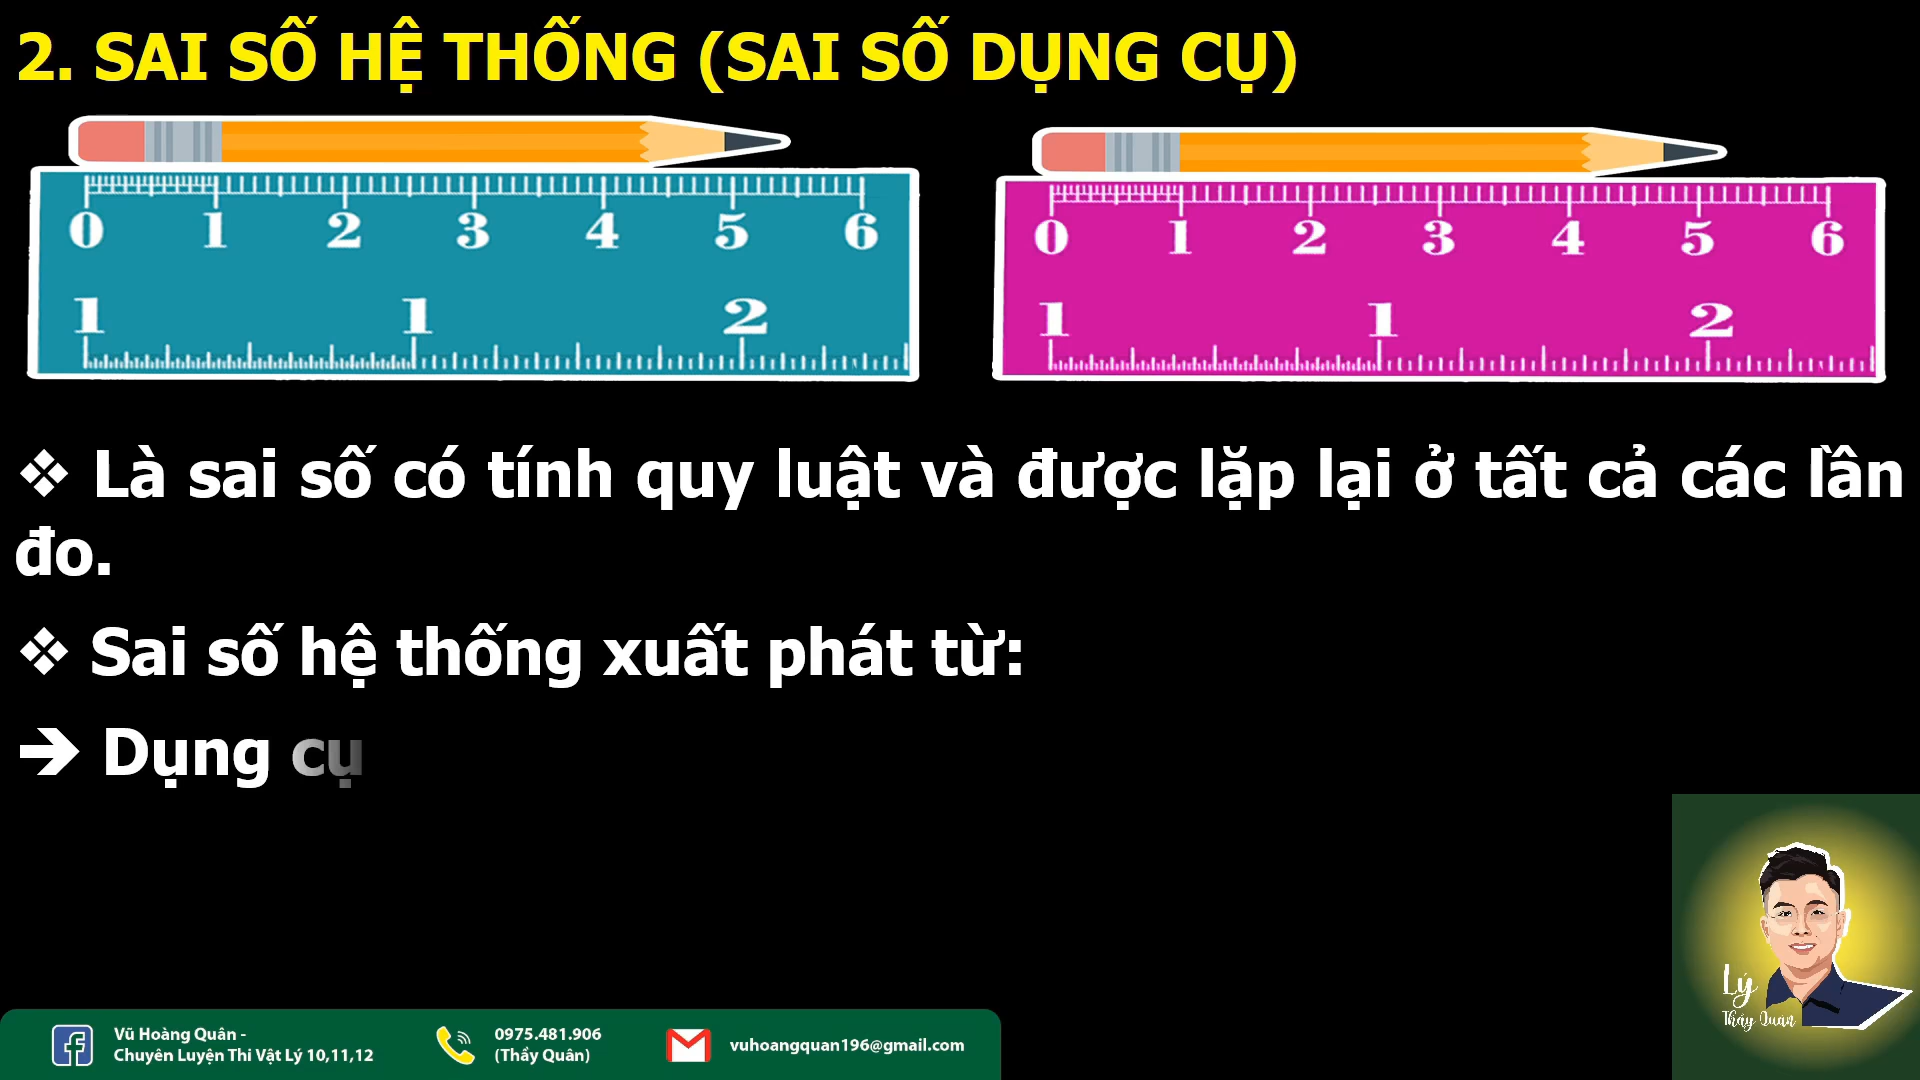 2. SAI SỐ HỆ THỐNG (SAI SỐ DỤNG CỤ)
0 1 2 3 4 5 6
1 1 2
0 1 2 3 4 5 6
1 1 2
❖ Là sai số có tính quy luật và được lặp lại ở tất cả các lần
đo.
❖ Sai số hệ thống xuất phát từ:
➔ Dụng cụ
Lý
Thầy Quân
Vũ Hoàng Quân -
Chuyên Luyện Thi Vật Lý 10,11,12
0975.481.906
(Thầy Quân)
vuhoangquan196@gmail.com